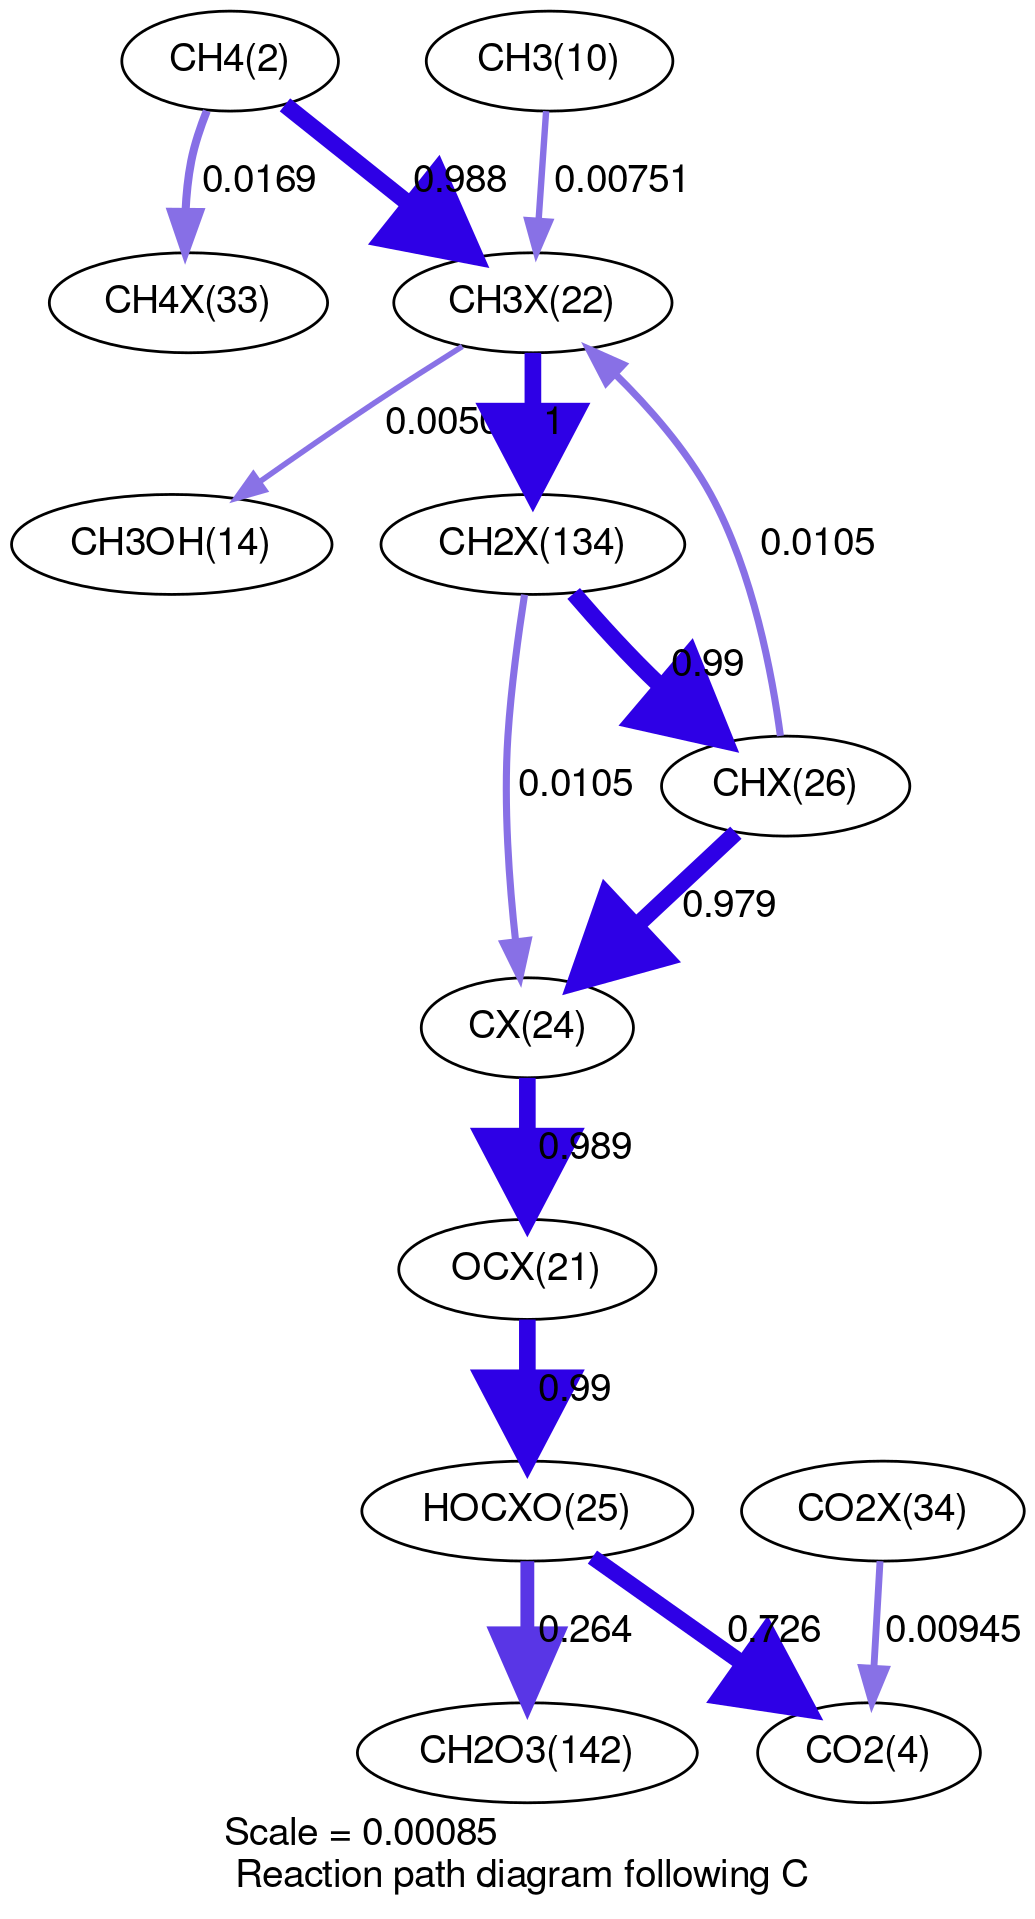 CH4(2)
CH3(10)
0.0169
0.988
0.00751
CH4X(33)
CH3X(22)
1
CH3OH(14)
CH2X(134)
0.0105
0.99
0.0105
CHX(26)
0.979
CX(24)
0.989
OCX(21)
0.99
HOCXO(25)
CO2X(34)
0.264
0.726
0.00945
CH2O3(142)
CO2(4)
Scale = 0.00085
Reaction path diagram following C